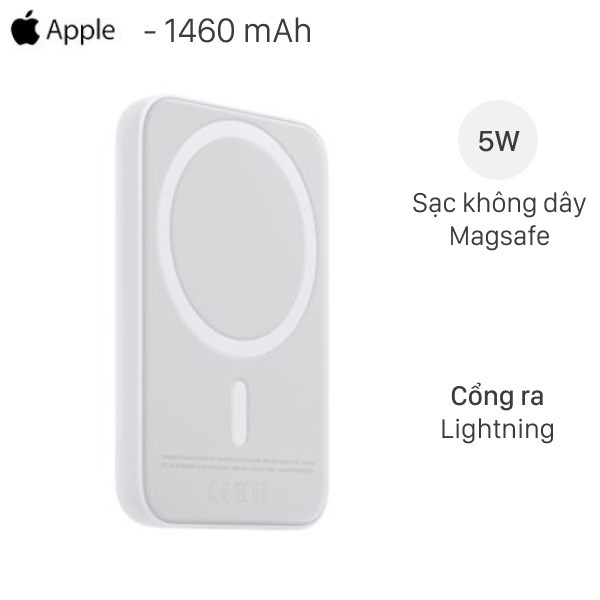 Apple - 1460 mAh
5W
Sạc không dây
Magsafe
Cổng ra
Lightning